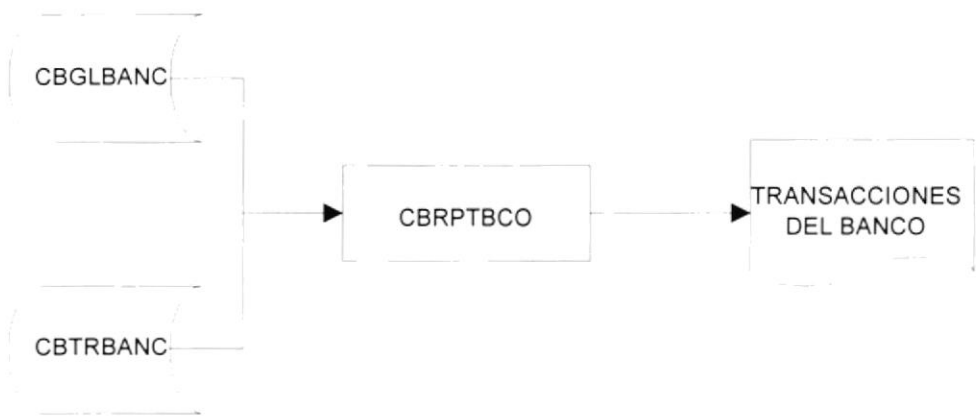 CBGLBANC
CBRPTBCO
TRANSACCIONES
DEL BANCO
CBTRBANC